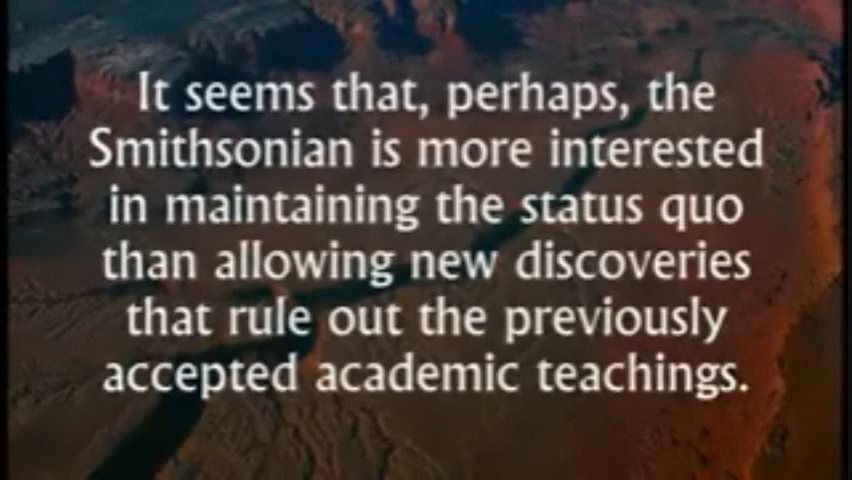 It seems that, perhaps, the
Smithsonian is more interested
in maintaining the status quo
than allowing new discoveries
that rule out the previously
accepted academic teachings.